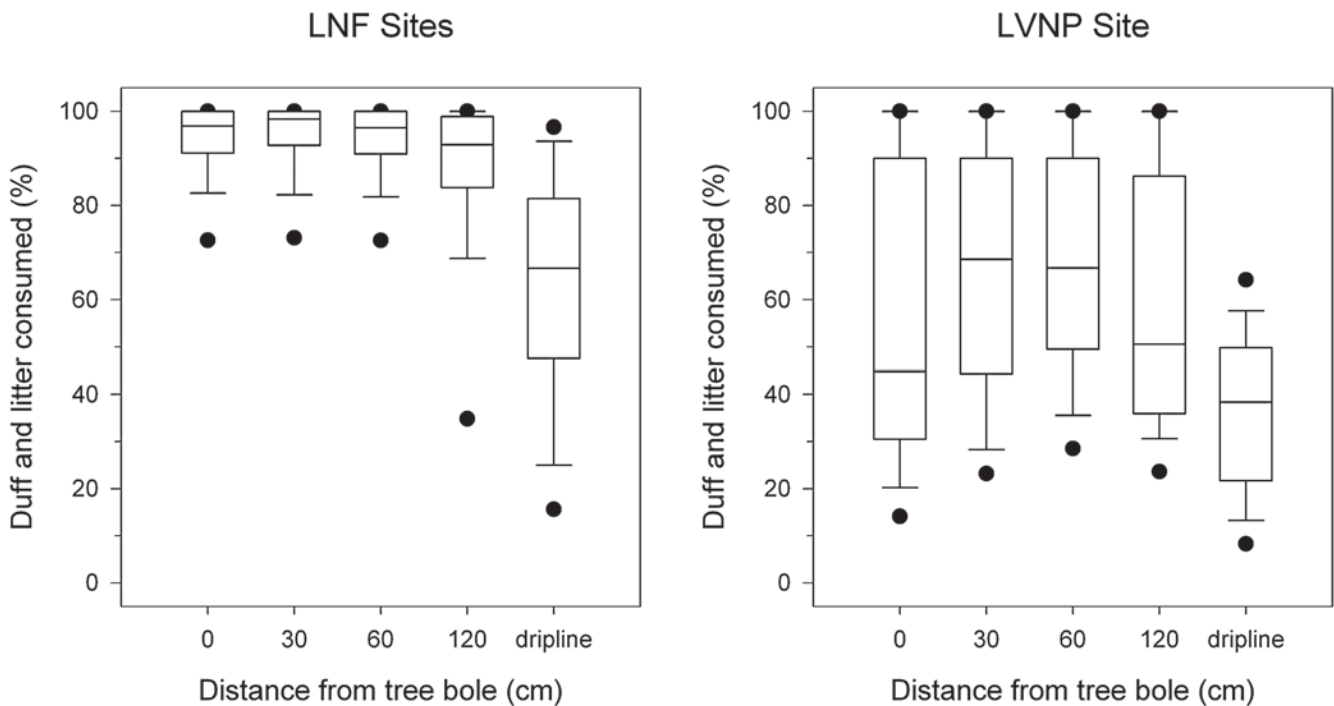 LNF Sites
Duff and litter consumed (%)
100
80
60
40
20
0
0 30 60 120 dripline
Distance from tree bole (cm)
LVNP Site
Duff and litter consumed (%)
100
80
60
40
20
0
0 30 60 120 dripline
Distance from tree bole (cm)